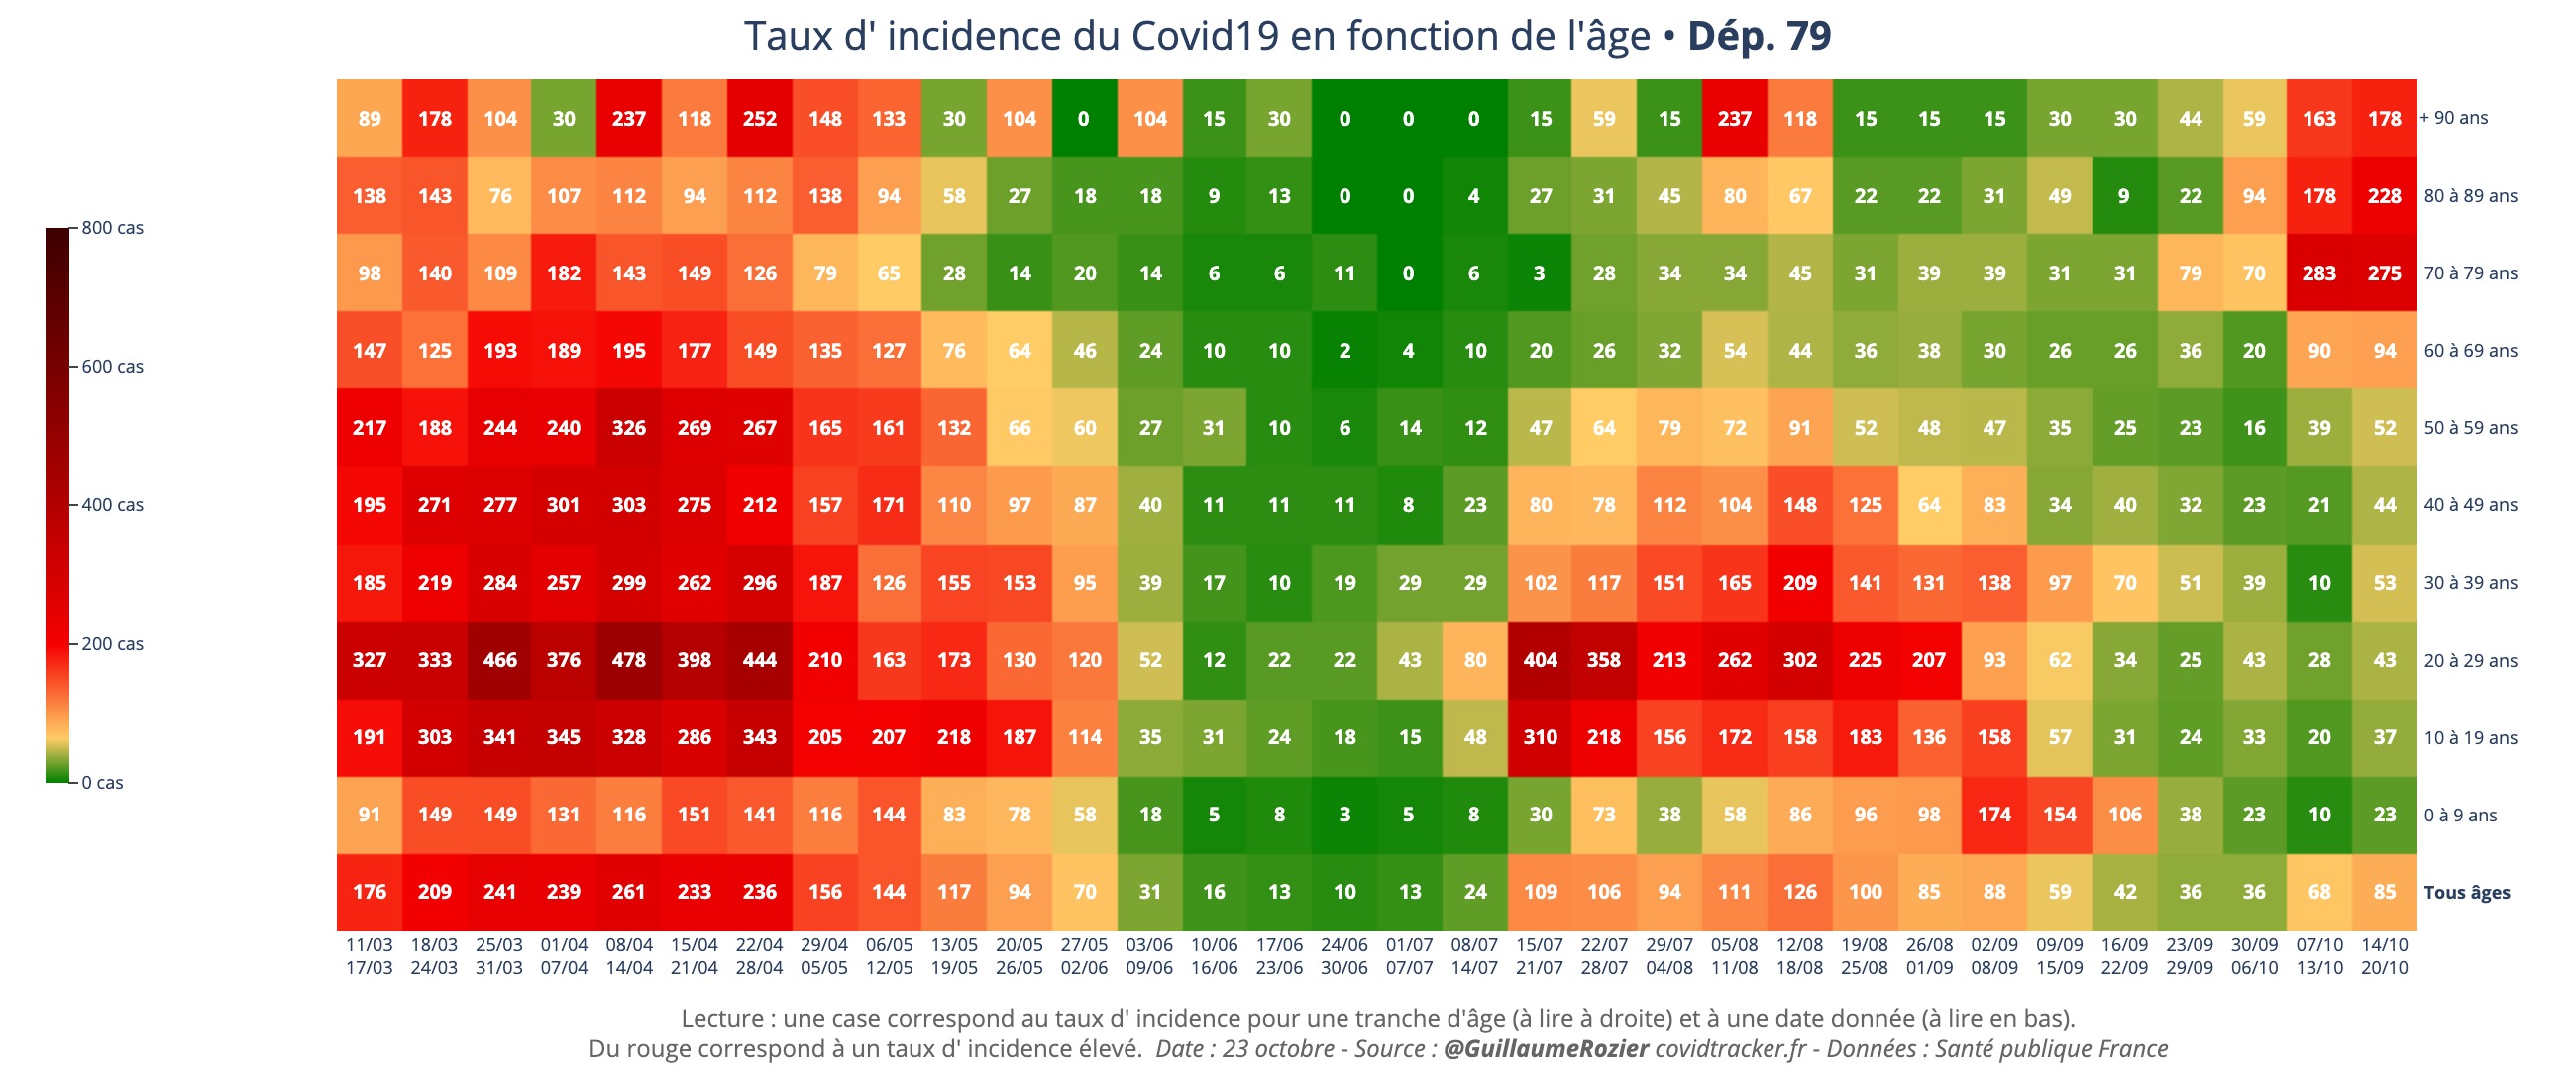 Taux d' incidence du Covid19 en fonction de l'âge • Dép. 79
89 178 104 30 237 118 252 148 133 30 104 0 104 15 30 0 0 0 15 59 15 237 118 15 15 15 30 30 44 59 163 178 + 90 ans
138 143 76 107 112 94 112 138 94 58 27 18 18 9 13 0 0 4 27 31 45 80 67 22 22 31 49 9 22 94 178 228 80 à 89 ans
800 cas
98 140 109 182 143 149 126 79 65 28 14 20 14 6 6 11 0 6 3 28 34 34 45 31 39 39 31 31 79 70 283 275 70 à 79 ans
147 125 193 189 195 177 149 135 127 76 64 46 24 10 10 2 4 10 20 26 32 54 44 36 38 30 26 26 36 20 90 94 60 à 69 ans
600 cas
217 188 244 240 326 269 267 165 161 132 66 60 27 31 10 6 14 12 47 64 79 72 91 52 48 47 35 25 23 16 39 52 50 à 59 ans
400 cas
195 271 277 301 303 275 212 157 171 110 97 87 40 11 11 11 8 23 80 78 112 104 148 125 64 83 34 40 32 23 21 44 40 à 49 ans
185 219 284 257 299 262 296 187 126 155 153 95 39 17 10 19 29 29 102 117 151 165 209 141 131 138 97 70 51 39 10 53 30 à 39 ans
200 cas
327 333 466 376 478 398 444 210 163 173 130 120 52 12 22 22 43 80 404 358 213 262 302 225 207 93 62 34 25 43 28 43 20 à 29 ans
191 303 341 345 328 286 343 205 207 218 187 114 35 31 24 18 15 48 310 218 156 172 158 183 136 158 57 31 24 33 20 37 10 à 19 ans
0 cas
91 149 149 131 116 151 141 116 144 83 78 58 18 5 8 3 5 8 30 73 38 58 86 96 98 174 154 106 38 23 10 23 0 à 9 ans
176 209 241 239 261 233 236 156 144 117 94 70 31 16 13 10 13 24 109 106 94 111 126 100 85 88 59 42 36 36 68 85 Tous âges
11/03 18/03 25/03 01/04 08/04 15/04 22/04 29/04 06/05 13/05 20/05 27/05 03/06 10/06 17/06 24/06 01/07 08/07 15/07 22/07 29/07 05/08 12/08 19/08 26/08 02/09 09/09 16/09 23/09 30/09 07/10 14/10
17/03 24/03 31/03 07/04 14/04 21/04 28/04 05/05 12/05 19/05 26/05 02/06 09/06 16/06 23/06 30/06 07/07 14/07 21/07 28/07 04/08 11/08 18/08 25/08 01/09 08/09 15/09 22/09 29/09 06/10 13/10 20/10
Lecture : une case correspond au taux d' incidence pour une tranche d'âge (à lire à droite) et à une date donnée (à lire en bas).
Du rouge correspond à un taux d' incidence élevé. Date : 23 octobre - Source : @GuillaumeRozier covidtracker.fr - Données : Santé publique France